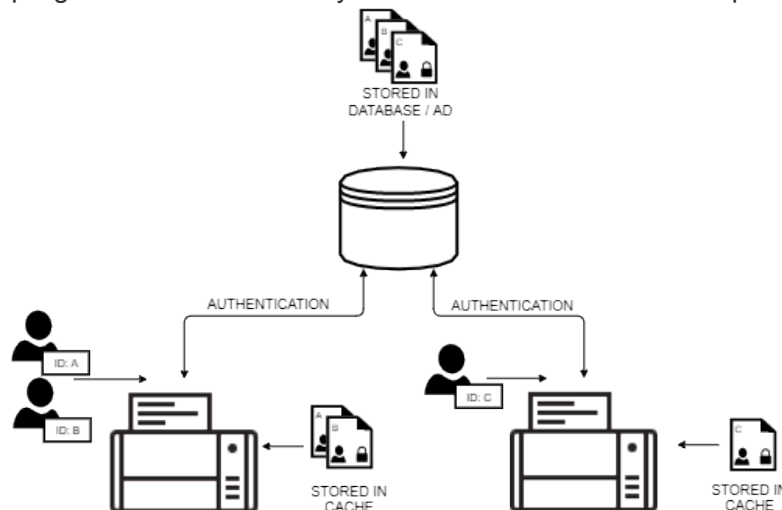 A
B
C
STORED IN
DATABASE / AD
AUTHENTICATION
AUTHENTICATION
ID: A
ID: B
ID: C
A
B
C
STORED IN
CACHE
STORED IN
CACHE